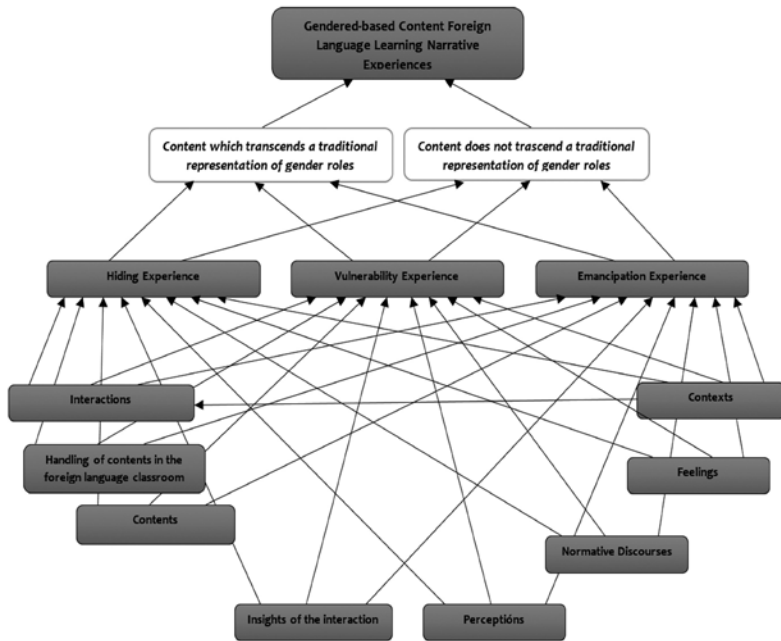 Gendered-based Content Foreign
Language Learning Narrative
Experiences
Content which transcends a traditional
representation of gender roles
Content does not trascend a traditional
representation of gender roles
Hiding Experience
Vulnerability Experience
Emancipation Experience
Interactions
Contexts
Handling of contents in the
foreign language classroom
Feelings
Contents
Normative Discourses
Insights of the interaction
Perceptións